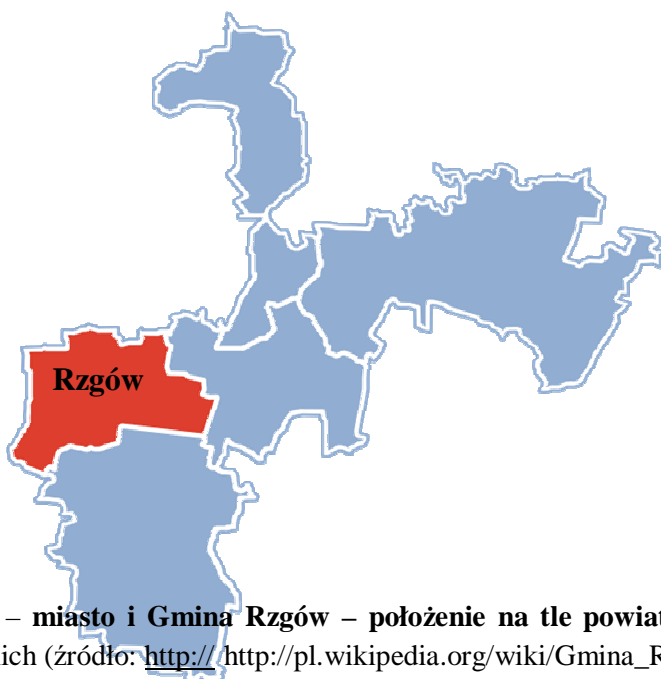 Rzgów
– miasto i Gmina Rzgów – położenie na tle powiat
ich (źródło: http:// http://pl.wikipedia.org/wiki/Gmina_R